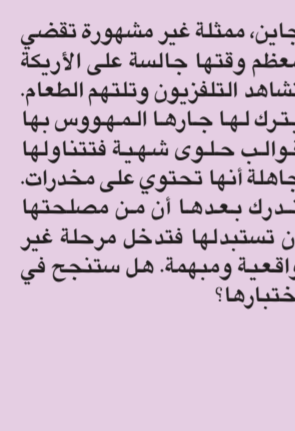 جاين، ممثلة غير مشهورة تقضي
معظم وقتها جالسة على الأريكة
تشاهد التلفزيون وتلتهم الطعام.
يترك لها جارها المهووس بها
قوالب حلوى شهية فتتناولها
جاهلة أنها تحتوي على مخدرات.
تدرك بعدها أن من مصلحتها
أن تستبدلها فتدخل مرحلة غير
واقعية ومبهمة. هل ستنجح في
اختبارها؟